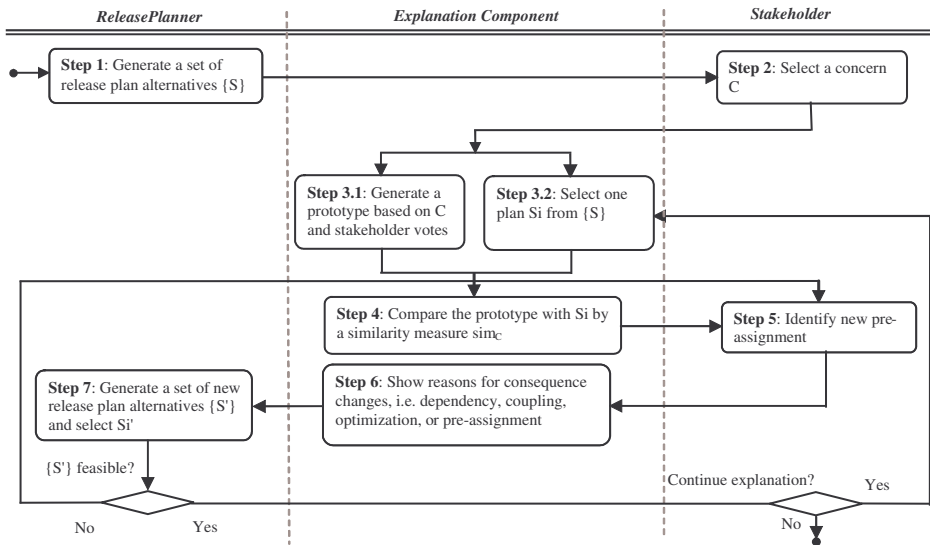 ReleasePlanner
Explanation Component
Stakeholder
Step 1: Generate a set of
release plan alternatives {S}
Step 2: Select a concern
C
Step 3.1: Generate a
prototype based on C
and stakeholder votes
Step 3.2: Select one
plan Si from {S}
Step 4: Compare the prototype with Si by
a similarity measure simC
Step 5: Identify new pre-
assignment
Step 6: Show reasons for consequence
changes, i.e. dependency, coupling,
optimization, or pre-assignment
Step 7: Generate a set of new
release plan alternatives {S'}
and select Si'
{S'} feasible?
No
Yes
Continue explanation?
Yes
No